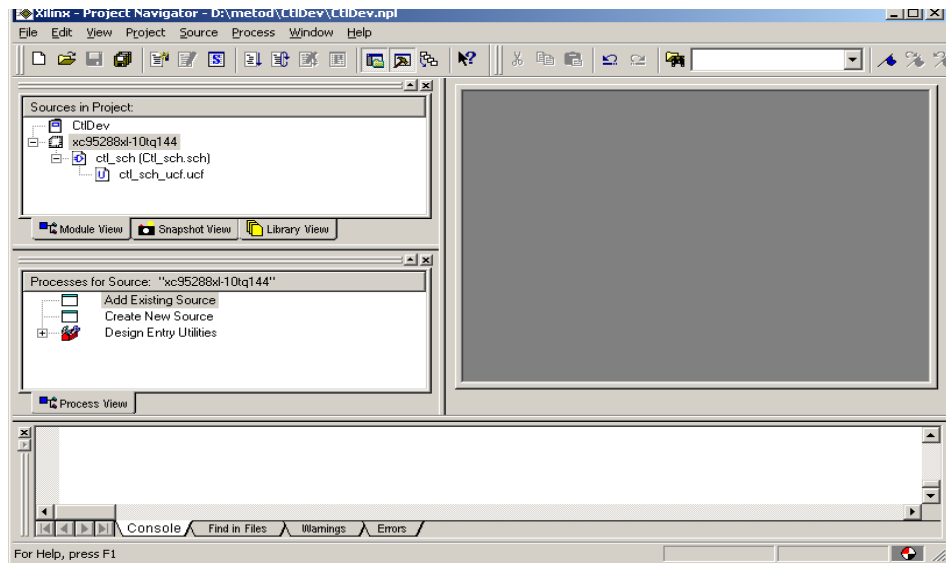 Xilinx - Project Navigator - D:\metod\CtlDev\CtlDev.npl
File Edit View Project Source Process Window Help
Sources in Project:
CtlDev
xc95288xl-10tq144
ctl_sch (Ctl_sch.sch)
ctl_sch_ucf.ucf
Module View Snapshot View Library View
Processes for Source: "xc95288xl-10tq144"
Add Existing Source
Create New Source
Design Entry Utilities
Process View
Console Find in Files Warnings Errors
For Help, press F1